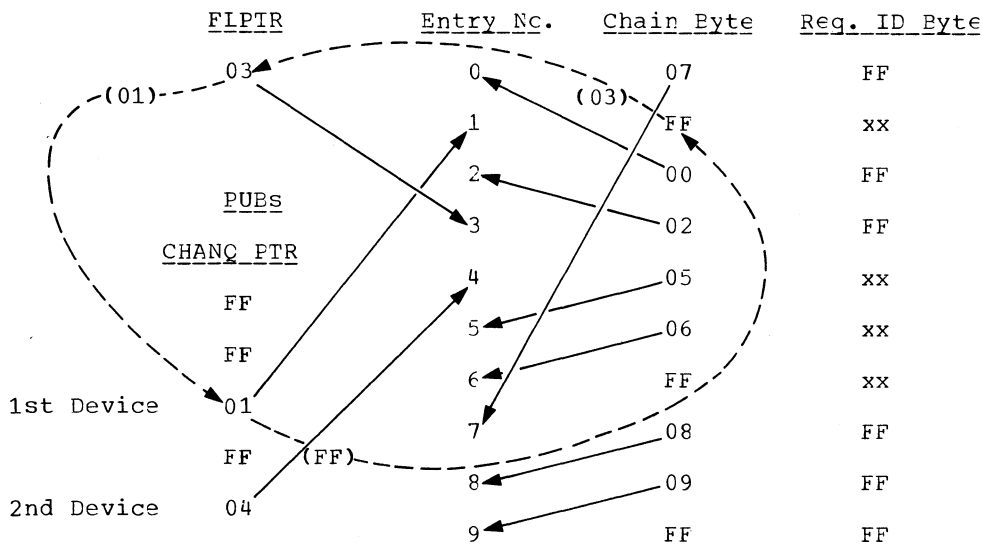 FLPTR Entry Nc. Chain Byte Req. ID Byte
03 0 07 FF
(01) (03)
1 FF xx
2 00 FF
PUBs 3 02 FF
CHANQ PTR
4 05 xx
FF
5 06 xx
FF
6 FF xx
1st Device 01
7 08 FF
FF (FF)
8 09 FF
2nd Device 04
9 FF FF